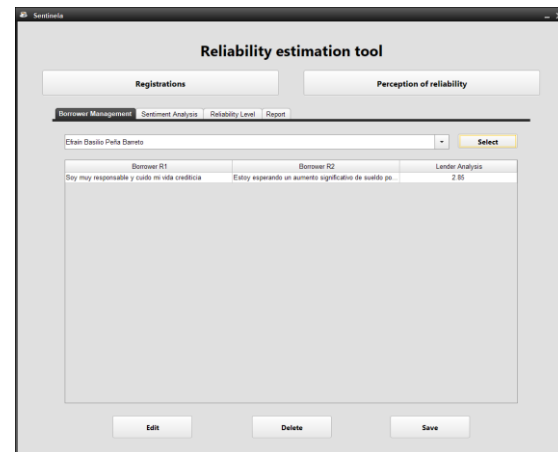 Sentinela
Reliability estimation tool
Registrations Perception of reliability
Borrower Management Sentiment Analysis Reliability Level Report
Efraín Basilio Peña Barreto Select
Borrower R1 Borrower R2 Lender Analysis
Soy muy responsable y cuido mi vida crediticia Estoy esperando un aumento significativo de sueldo po... 2.86
Edit Delete Save